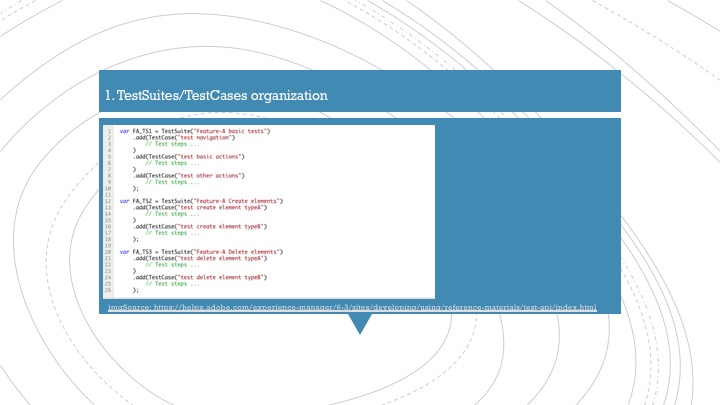 1. TestSuites/TestCases organization
1 var FA_TS1 = TestSuite("Feature-A basic tests")
2 .add(TestCase("test navigation")
3 // Test steps ...
4 )
5 .add(TestCase("test basic actions")
6 // Test steps ...
7 )
8 .add(TestCase("test other actions")
9 // Test steps ...
10 );
11
12 var FA_TS2 = TestSuite("Feature-A Create elements")
13 .add(TestCase("test create element typeA")
14 // Test steps ...
15 )
16 .add(TestCase("test create element typeB")
17 // Test steps ...
18 );
19
20 var FA_TS3 = TestSuite("Feature-A Delete elements")
21 .add(TestCase("test delete element typeA")
22 // Test steps ...
23 )
24 .add(TestCase("test delete element typeB")
25 // Test steps ...
26 );
imgSource: https://helpx.adobe.com/experience-manager/6-3/sites/developing/using/reference-materials/test-api/index.html